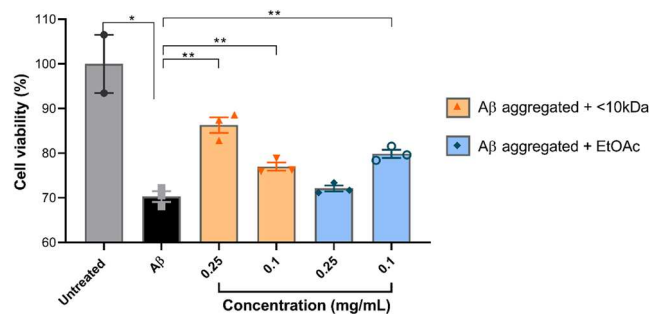 110
100
90
80
70
60
Cell viability (%)
*
**
**
**
Untreated
Aβ
0.25
0.1
0.25
0.1
Concentration (mg/mL)
Aβ aggregated + <10kDa
Aβ aggregated + EtOAc